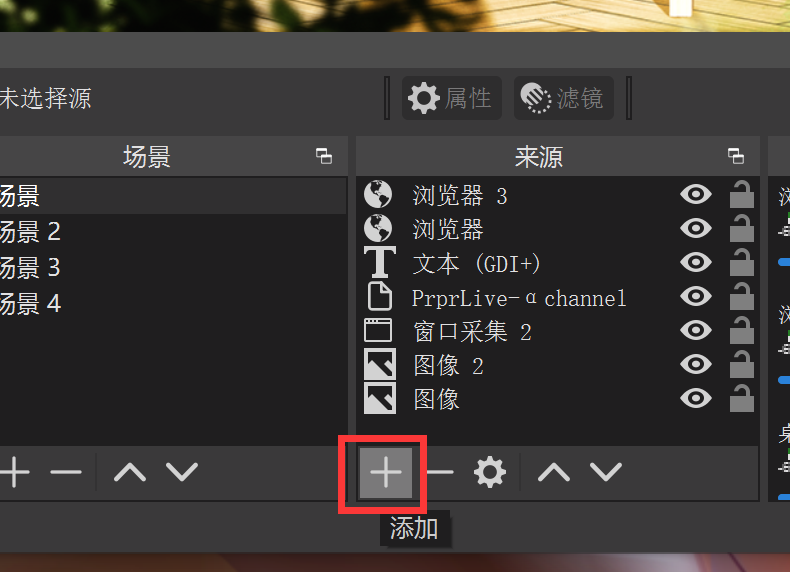 未选择源
属性
滤镜
场景
来源
场景
场景 2
场景 3
场景 4
浏览器 3
浏览器
文本 (GDI+)
PrprLive-αchannel
窗口采集 2
图像 2
图像
添加